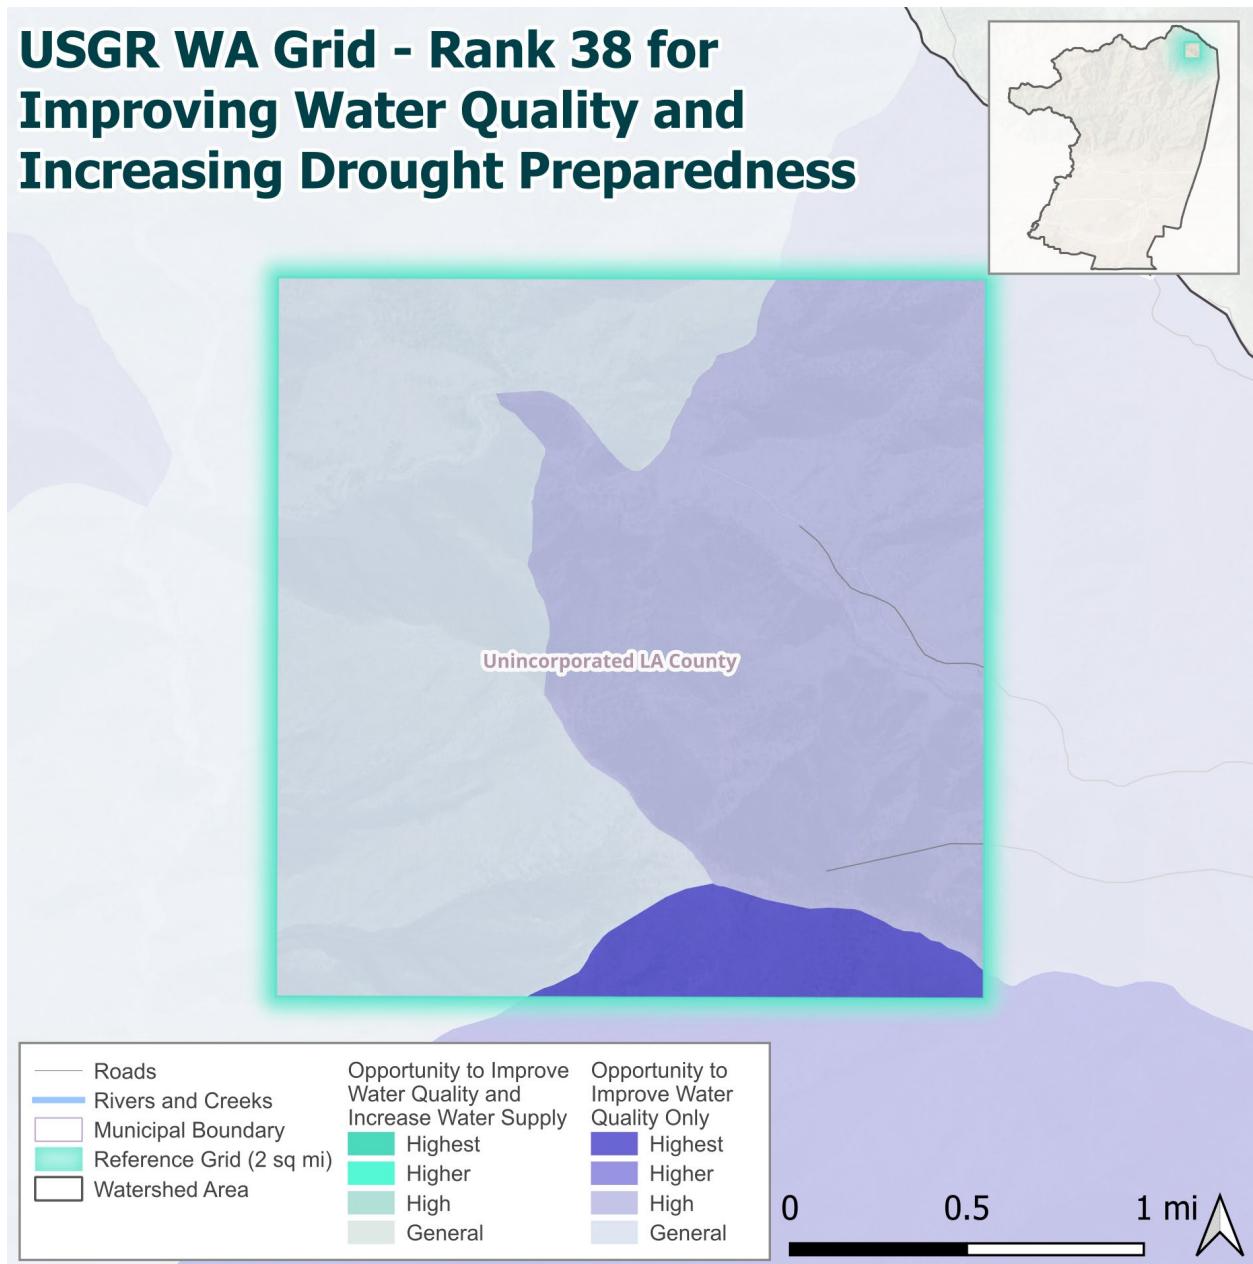 USGR WA Grid - Rank 38 for
Improving Water Quality and
Increasing Drought Preparedness
Unincorporated LA County
Roads
Rivers and Creeks
Municipal Boundary
Reference Grid (2 sq mi)
Watershed Area
Opportunity to Improve
Water Quality and
Increase Water Supply
Highest
Higher
High
General
Opportunity to
Improve Water
Quality Only
Highest
Higher
High
General
0 0.5 1 mi